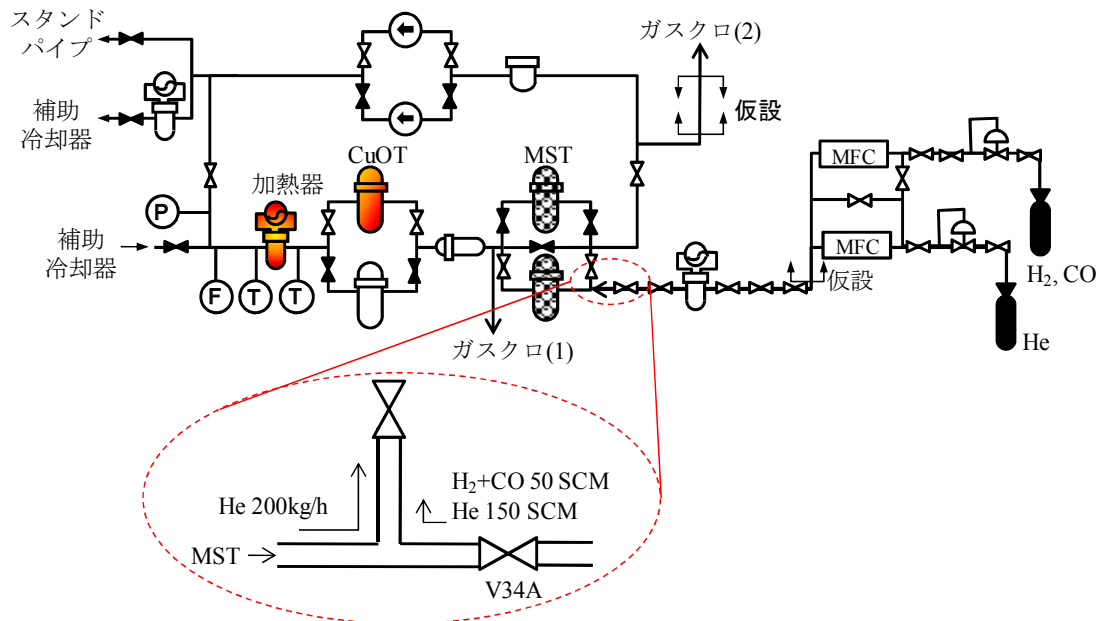 スタンド
パイプ
補助
冷却器
ガスクロ(2)
仮設
CuOT
MST
加熱器
P
補助
冷却器
F
T
T
ガスクロ(1)
MFC
MFC
仮設
H₂, CO
He
He 200kg/h
H₂+CO 50 SCM
He 150 SCM
MST
V34A